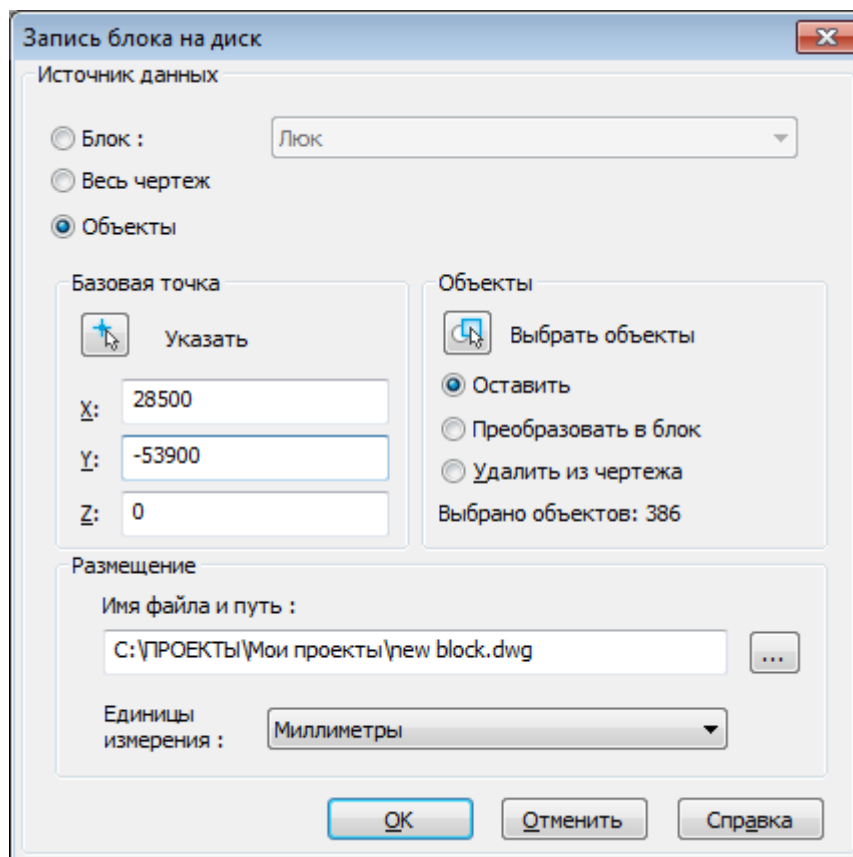 Запись блока на диск
Источник данных
Блок :
Люк
Весь чертеж
Объекты
Базовая точка
Указать
X: 28500
Y: -53900
Z: 0
Объекты
Выбрать объекты
Оставить
Преобразовать в блок
Удалить из чертежа
Выбрано объектов: 386
Размещение
Имя файла и путь :
C:\ПРОЕКТЫ\Мои проекты\new block.dwg
...
Единицы
измерения :
Миллиметры
OK
Отменить
Справка